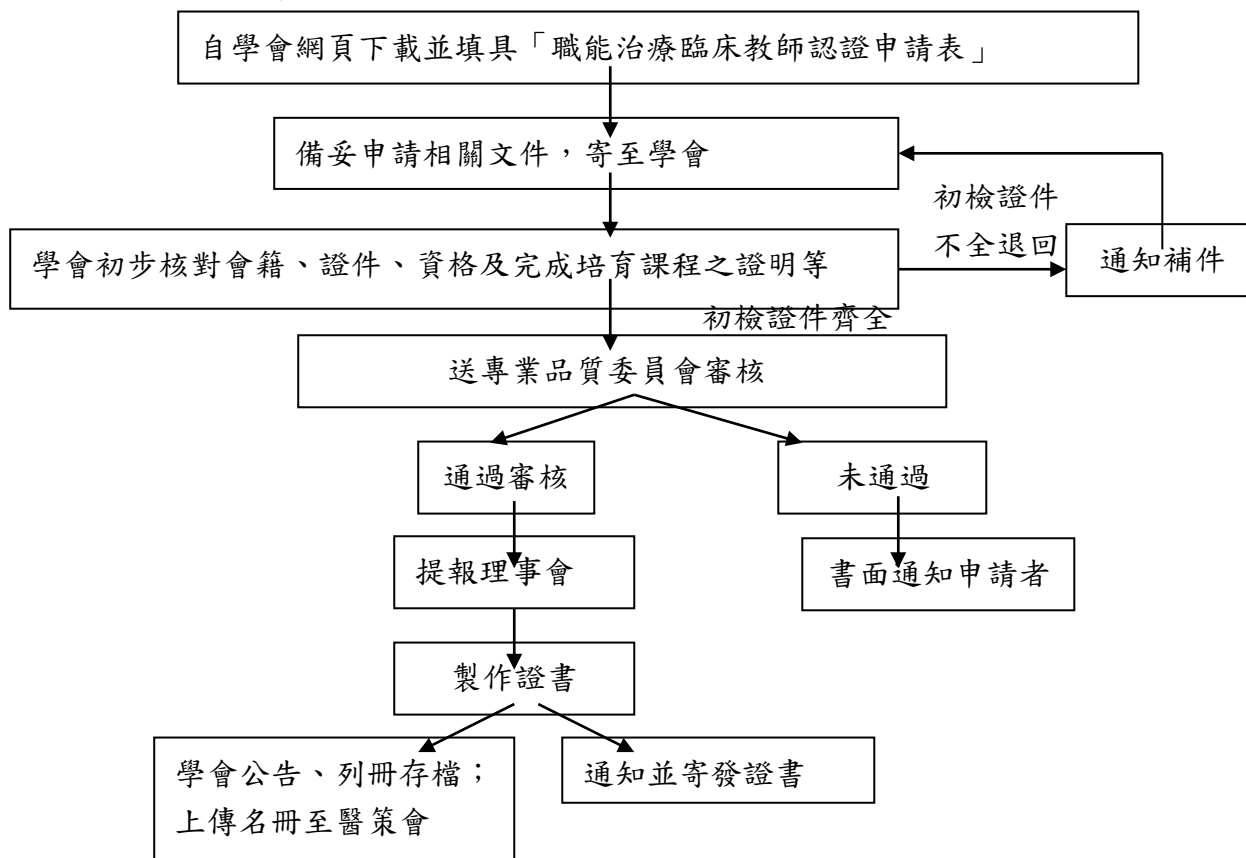 自學會網頁下載並填具「職能治療臨床教師認證申請表」
備妥申請相關文件，寄至學會
初檢證件
不全退回
通知補件
學會初步核對會籍、證件、資格及完成培育課程之證明等
初檢證件齊全
送專業品質委員會審核
通過審核
未通過
提報理事會
書面通知申請者
製作證書
學會公告、列冊存檔；
上傳名冊至醫策會
通知並寄發證書